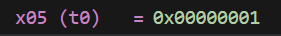 x05 (t0)   = 0x00000001